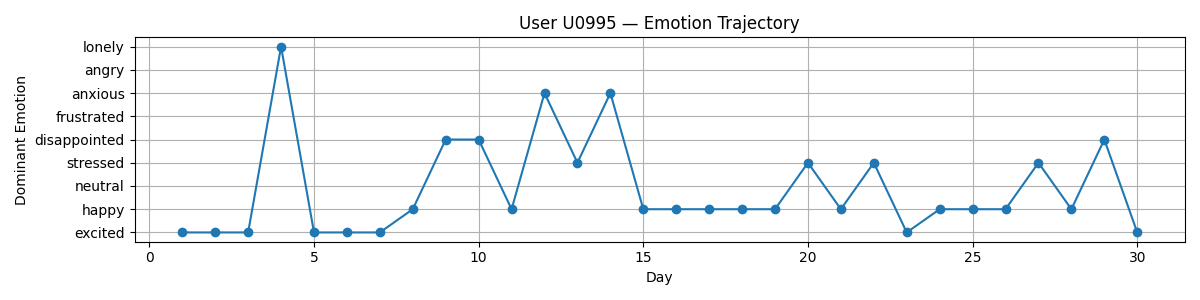 User U0995 — Emotion Trajectory
Dominant Emotion
lonely
angry
anxious
frustrated
disappointed
stressed
neutral
happy
excited
0 5 10 15 20 25 30
Day